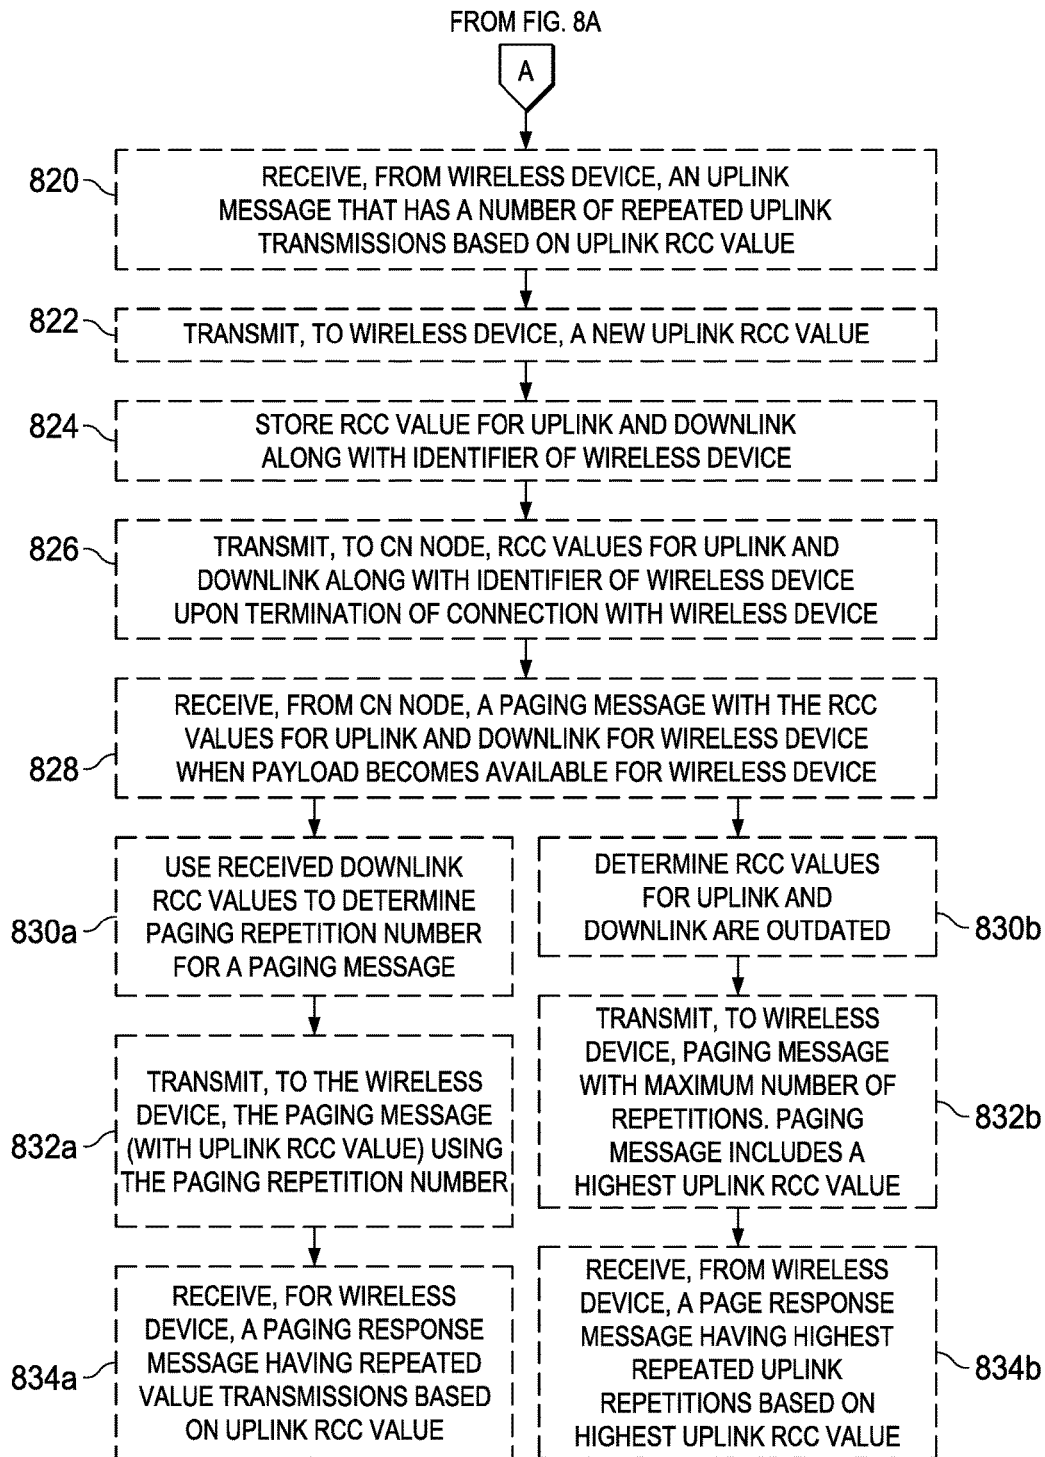 FROM FIG. 8A
A
820
RECEIVE, FROM WIRELESS DEVICE, AN UPLINK
MESSAGE THAT HAS A NUMBER OF REPEATED UPLINK
TRANSMISSIONS BASED ON UPLINK RCC VALUE
822
TRANSMIT, TO WIRELESS DEVICE, A NEW UPLINK RCC VALUE
824
STORE RCC VALUE FOR UPLINK AND DOWNLINK
ALONG WITH IDENTIFIER OF WIRELESS DEVICE
826
TRANSMIT, TO CN NODE, RCC VALUES FOR UPLINK AND
DOWNLINK ALONG WITH IDENTIFIER OF WIRELESS DEVICE
UPON TERMINATION OF CONNECTION WITH WIRELESS DEVICE
828
RECEIVE, FROM CN NODE, A PAGING MESSAGE WITH THE RCC
VALUES FOR UPLINK AND DOWNLINK FOR WIRELESS DEVICE
WHEN PAYLOAD BECOMES AVAILABLE FOR WIRELESS DEVICE
830a
USE RECEIVED DOWNLINK
RCC VALUES TO DETERMINE
PAGING REPETITION NUMBER
FOR A PAGING MESSAGE
DETERMINE RCC VALUES
FOR UPLINK AND
DOWNLINK ARE OUTDATED
830b
832a
TRANSMIT, TO THE WIRELESS
DEVICE, THE PAGING MESSAGE
(WITH UPLINK RCC VALUE) USING
THE PAGING REPETITION NUMBER
TRANSMIT, TO WIRELESS
DEVICE, PAGING MESSAGE
WITH MAXIMUM NUMBER OF
REPETITIONS. PAGING
MESSAGE INCLUDES A
HIGHEST UPLINK RCC VALUE
832b
834a
RECEIVE, FOR WIRELESS
DEVICE, A PAGING RESPONSE
MESSAGE HAVING REPEATED
VALUE TRANSMISSIONS BASED
ON UPLINK RCC VALUE
RECEIVE, FROM WIRELESS
DEVICE, A PAGE RESPONSE
MESSAGE HAVING HIGHEST
REPEATED UPLINK
REPETITIONS BASED ON
HIGHEST UPLINK RCC VALUE
834b